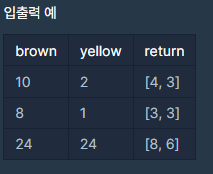 입출력 예
brown yellow return
10 2 [4, 3]
8 1 [3, 3]
24 24 [8, 6]